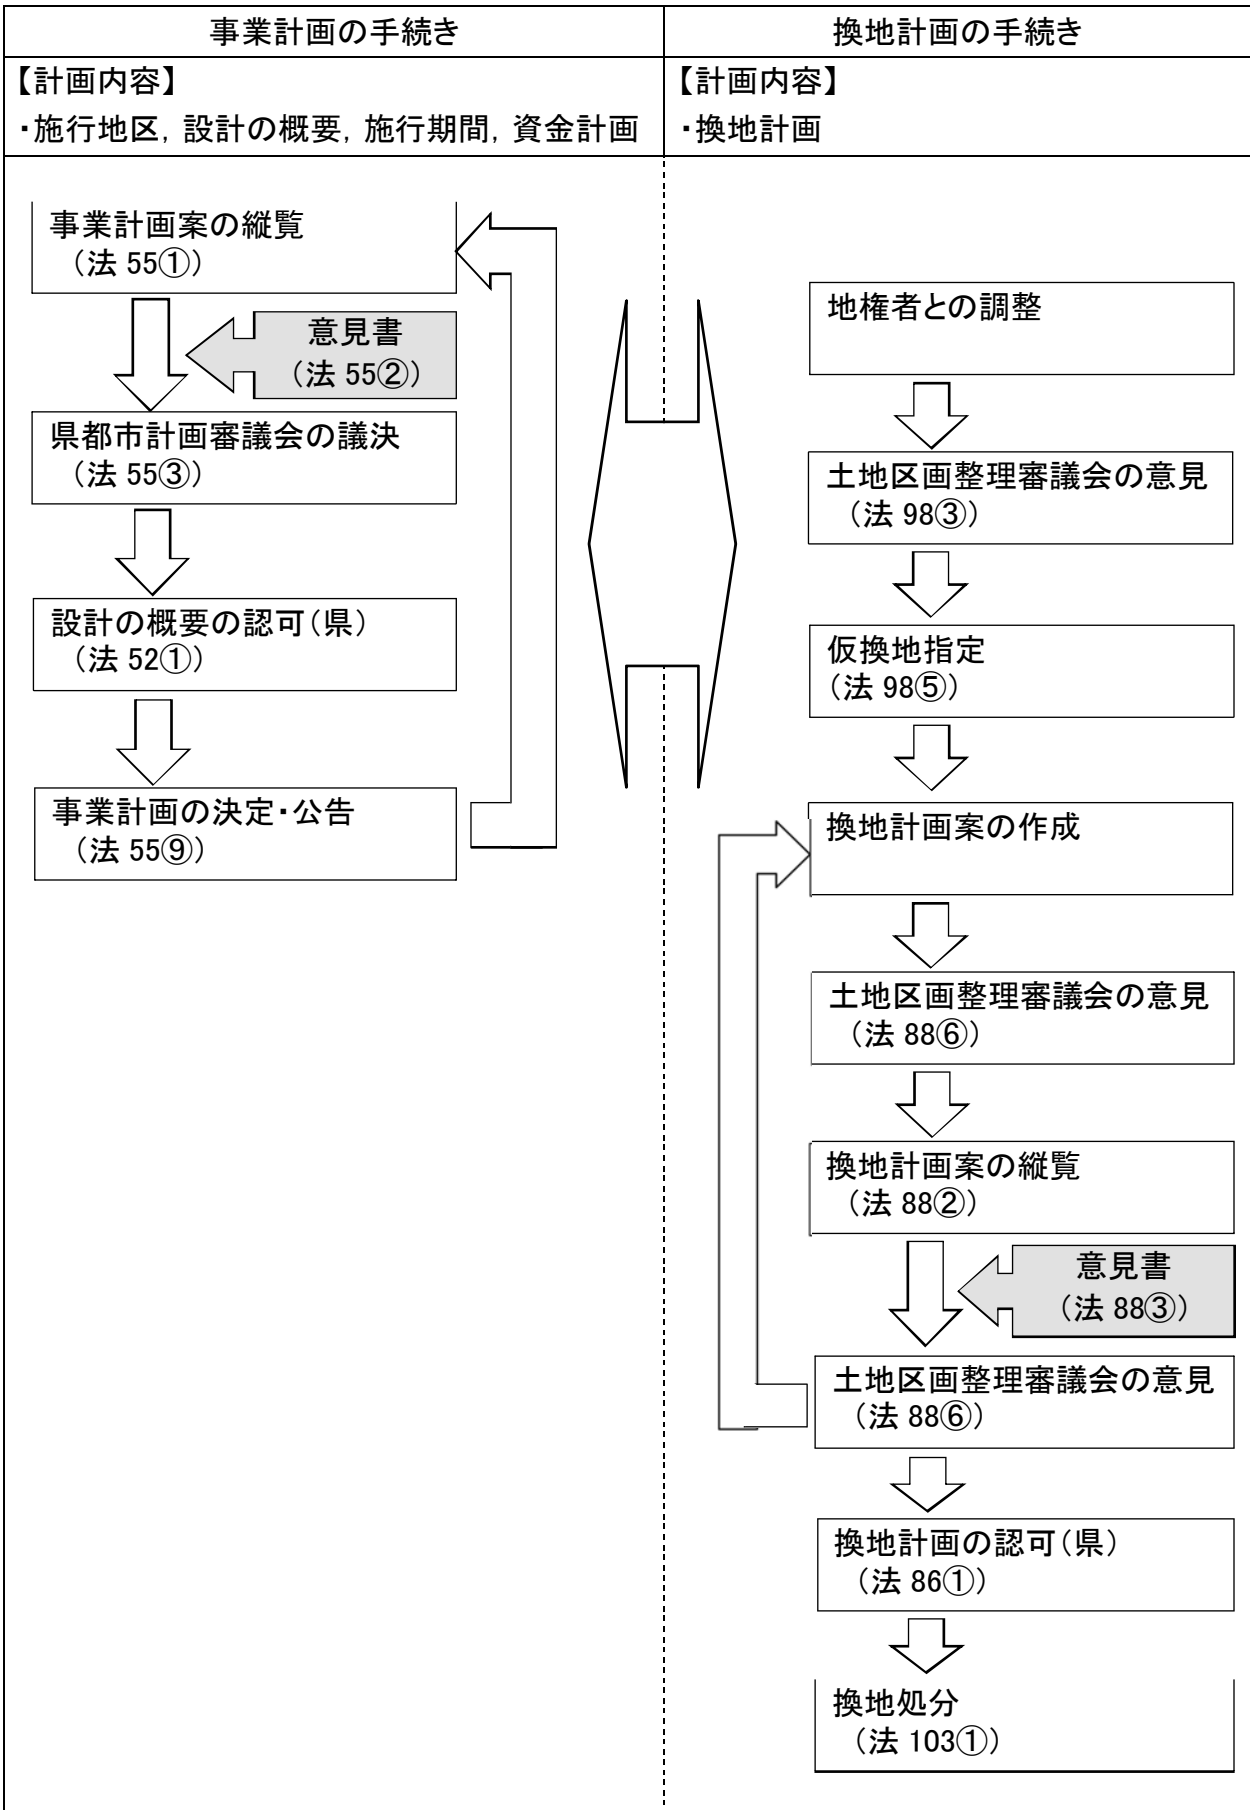 事業計画の手続き
【計画内容】
・施行地区，設計の概要，施行期間，資金計画
事業計画案の縦覧
（法 55①）
意見書
（法 55②）
県都市計画審議会の議決
（法 55③）
設計の概要の認可（県）
（法 52①）
事業計画の決定・公告
（法 55⑨）
換地計画の手続き
【計画内容】
・換地計画
地権者との調整
土地区画整理審議会の意見
（法 98③）
仮換地指定
（法 98⑤）
換地計画案の作成
土地区画整理審議会の意見
（法 88⑥）
換地計画案の縦覧
（法 88②）
意見書
（法 88③）
土地区画整理審議会の意見
（法 88⑥）
換地計画の認可（県）
（法 86①）
換地処分
（法 103①）